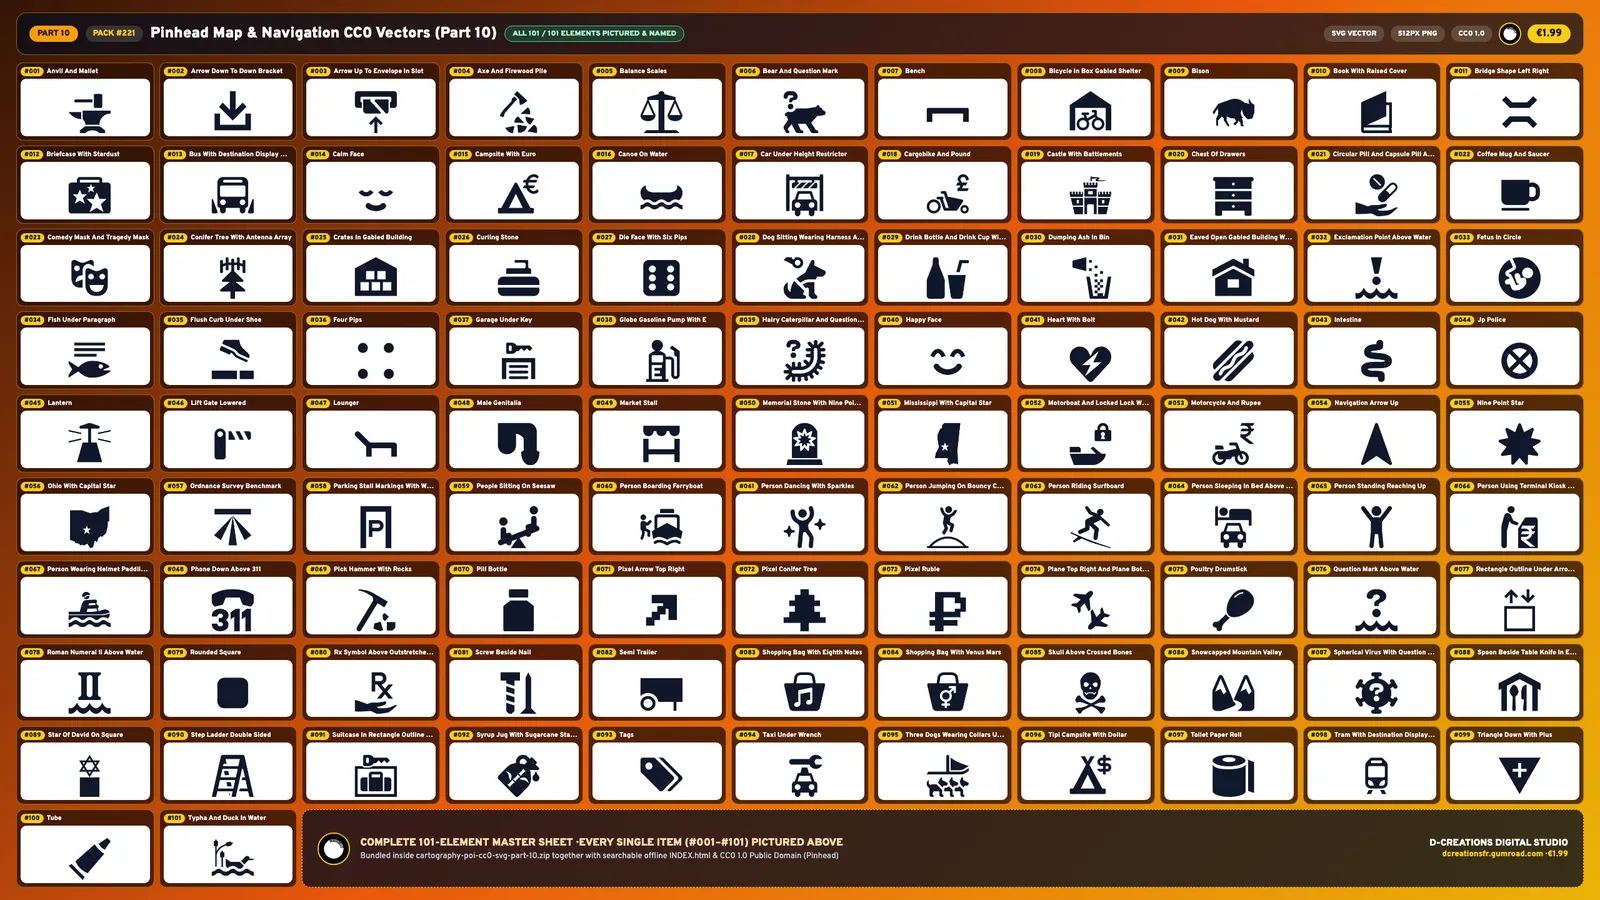 PART 10 PACK #221 Pinhead Map & Navigation CC0 Vectors (Part 10) ALL 101 / 101 ELEMENTS PICTURED & NAMED SVG VECTOR 512PX PNG CC0 1.0 €1.99
#001 Anvil And Mallet
#002 Arrow Down To Down Bracket
#003 Arrow Up To Envelope In Slot
#004 Axe And Firewood Pile
#005 Balance Scales
#006 Bear And Question Mark
?
#007 Bench
#008 Bicycle In Box Gabled Shelter
#009 Bison
#010 Book With Raised Cover
#011 Bridge Shape Left Right
#012 Briefcase With Stardust
#013 Bus With Destination Display ...
#014 Calm Face
#015 Campsite With Euro
€
#016 Canoe On Water
#017 Car Under Height Restrictor
#018 Cargobike And Pound
£
#019 Castle With Battlements
#020 Chest Of Drawers
#021 Circular Pill And Capsule Pill A...
#022 Coffee Mug And Saucer
#023 Comedy Mask And Tragedy Mask
#024 Conifer Tree With Antenna Array
#025 Crates In Gabled Building
#026 Curling Stone
#027 Die Face With Six Pips
#028 Dog Sitting Wearing Harness A...
#029 Drink Bottle And Drink Cup Wi...
#030 Dumping Ash In Bin
#031 Eaved Open Gabled Building W...
#032 Exclamation Point Above Water
!
#033 Fetus In Circle
#034 Fish Under Paragraph
#035 Flush Curb Under Shoe
#036 Four Pips
#037 Garage Under Key
#038 Globe Gasoline Pump With E
#039 Hairy Caterpillar And Question...
?
#040 Happy Face
#041 Heart With Bolt
#042 Hot Dog With Mustard
#043 Intestine
#044 Jp Police
#045 Lantern
#046 Lift Gate Lowered
#047 Lounger
#048 Male Genitalia
#049 Market Stall
#050 Memorial Stone With Nine Poi...
#051 Mississippi With Capital Star
#052 Motorboat And Locked Lock W...
#053 Motorcycle And Rupee
₹
#054 Navigation Arrow Up
#055 Nine Point Star
#056 Ohio With Capital Star
#057 Ordnance Survey Benchmark
#058 Parking Stall Markings With W...
P
#059 People Sitting On Seesaw
#060 Person Boarding Ferryboat
#061 Person Dancing With Sparkles
#062 Person Jumping On Bouncy C...
#063 Person Riding Surfboard
#064 Person Sleeping In Bed Above ...
#065 Person Standing Reaching Up
#066 Person Using Terminal Kiosk ...
₹
#067 Person Wearing Helmet Paddli...
#068 Phone Down Above 311
311
#069 Pick Hammer With Rocks
#070 Pill Bottle
#071 Pixel Arrow Top Right
#072 Pixel Conifer Tree
#073 Pixel Ruble
₽
#074 Plane Top Right And Plane Bot...
#075 Poultry Drumstick
#076 Question Mark Above Water
?
#077 Rectangle Outline Under Arro...
#078 Roman Numeral Ii Above Water
II
#079 Rounded Square
#080 Rx Symbol Above Outstretche...
Rx
#081 Screw Beside Nail
#082 Semi Trailer
#083 Shopping Bag With Eighth Notes
#084 Shopping Bag With Venus Mars
#085 Skull Above Crossed Bones
#086 Snowcapped Mountain Valley
#087 Spherical Virus With Question ...
?
#088 Spoon Beside Table Knife In E...
#089 Star Of David On Square
#090 Step Ladder Double Sided
#091 Suitcase In Rectangle Outline ...
#092 Syrup Jug With Sugarcane Sta...
#093 Tags
#094 Taxi Under Wrench
#095 Three Dogs Wearing Collars U...
#096 Tipi Campsite With Dollar
$
#097 Toilet Paper Roll
#098 Tram With Destination Display...
#099 Triangle Down With Plus
#100 Tube
#101 Typha And Duck In Water
COMPLETE 101-ELEMENT MASTER SHEET · EVERY SINGLE ITEM (#001–#101) PICTURED ABOVE
Bundled inside cartography-poi-cc0-svg-part-10.zip together with searchable offline INDEX.html & CC0 1.0 Public Domain (Pinhead)
D-CREATIONS DIGITAL STUDIO
dcreationsfr.gumroad.com · €1.99